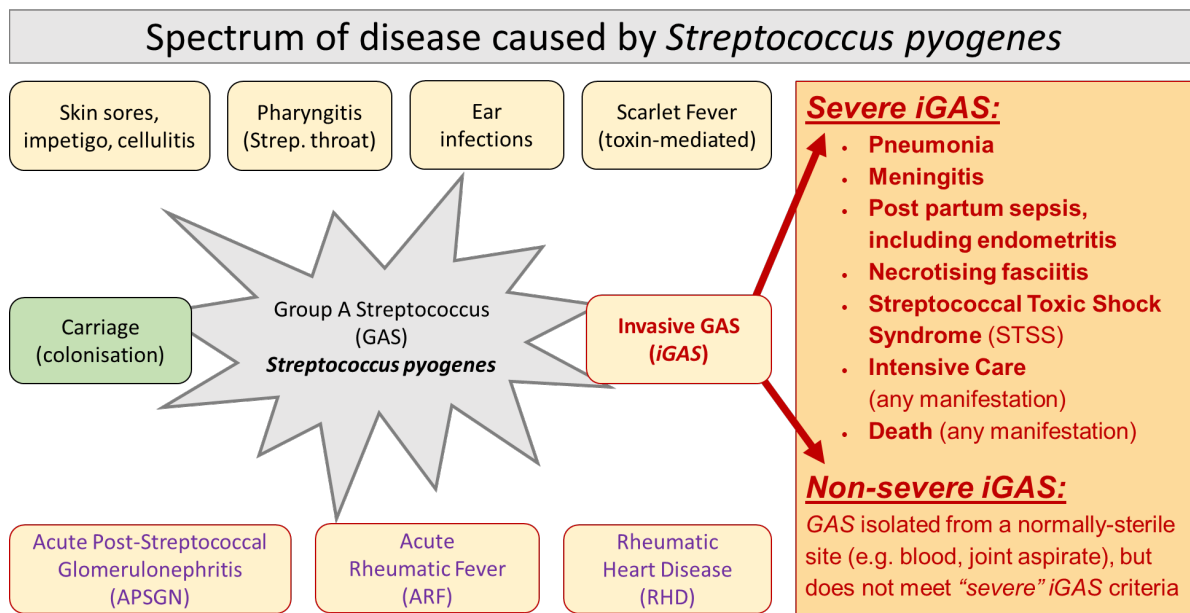 Spectrum of disease caused by Streptococcus pyogenes
Skin sores,
impetigo, cellulitis
Pharyngitis
(Strep. throat)
Ear
infections
Scarlet Fever
(toxin-mediated)
Carriage
(colonisation)
Group A Streptococcus
(GAS)
Streptococcus pyogenes
Invasive GAS
(iGAS)
Acute Post-Streptococcal
Glomerulonephritis
(APSGN)
Acute
Rheumatic Fever
(ARF)
Rheumatic
Heart Disease
(RHD)
Severe iGAS:
• Pneumonia
• Meningitis
• Post partum sepsis,
including endometritis
• Necrotising fasciitis
• Streptococcal Toxic Shock
Syndrome (STSS)
• Intensive Care
(any manifestation)
• Death (any manifestation)
Non-severe iGAS:
GAS isolated from a normally-sterile
site (e.g. blood, joint aspirate), but
does not meet “severe” iGAS criteria